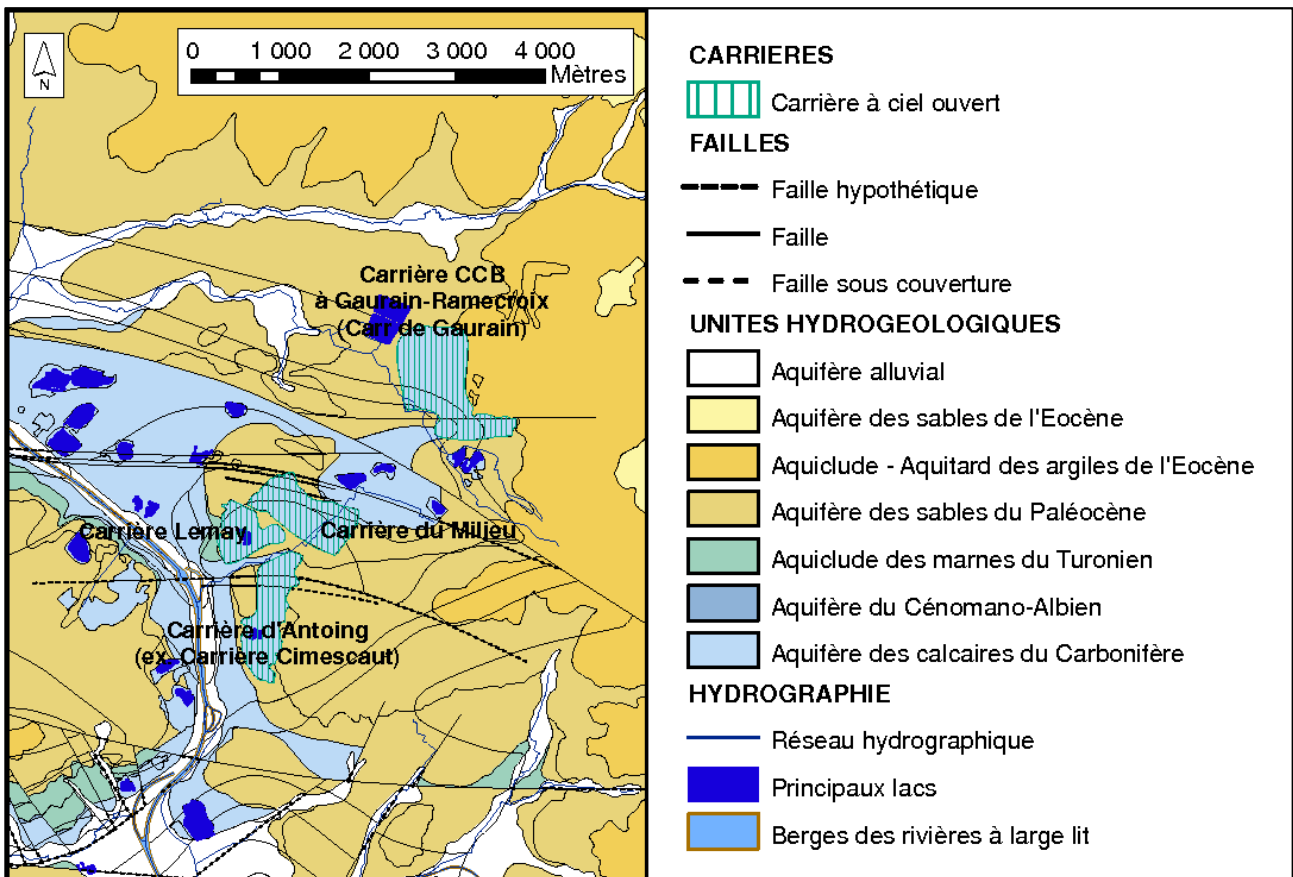 0 1 000 2 000 3 000 4 000
Mètres
N
Carrière CCB
à Gaurain-Ramecroix
(Carr de Gaurain)
Carrière Lemay
Carrière du Milieu
Carrière d'Antoing
(ex-Carrière Cimescaut)
CARRIERES
Carrière à ciel ouvert
FAILLES
Faille hypothétique
Faille
Faille sous couverture
UNITES HYDROGEOLOGIQUES
Aquifère alluvial
Aquifère des sables de l'Eocène
Aquiclude - Aquitard des argiles de l'Eocène
Aquifère des sables du Paléocène
Aquiclude des marnes du Turonien
Aquifère du Cénomano-Albien
Aquifère des calcaires du Carbonifère
HYDROGRAPHIE
Réseau hydrographique
Principaux lacs
Berges des rivières à large lit